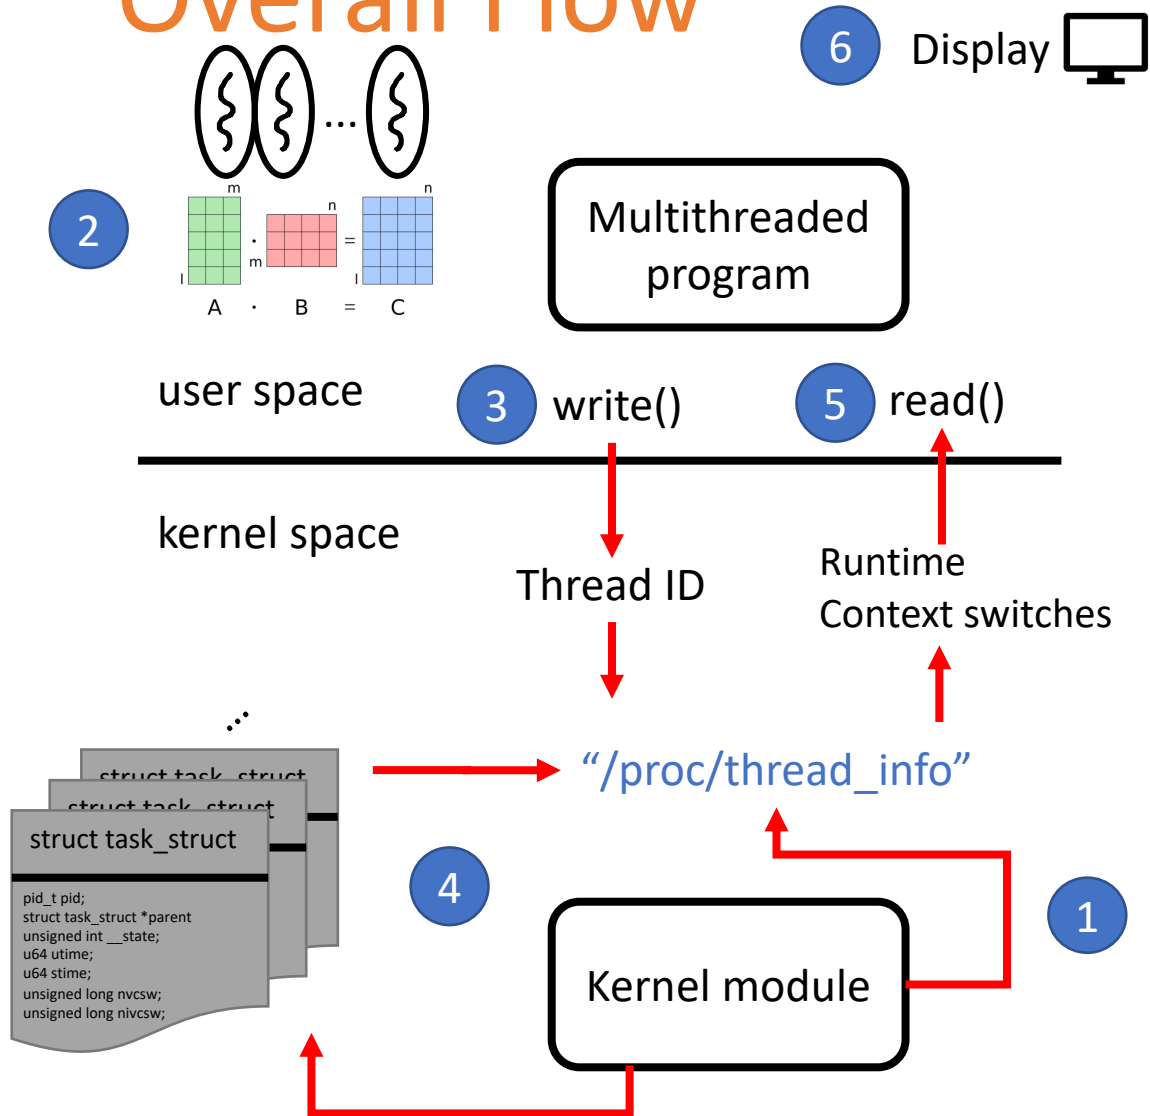 Overall Flow
6
Display
...
2
m
n
n
·
=
m
l
l
A · B = C
Multithreaded
program
user space
3
write()
5
read()
kernel space
Thread ID
Runtime
Context switches
...
“/proc/thread_info”
struct task_struct
struct task_struct
struct task_struct
pid_t pid;
struct task_struct *parent
unsigned int __state;
u64 utime;
u64 stime;
unsigned long nvcsw;
unsigned long nivcsw;
4
1
Kernel module